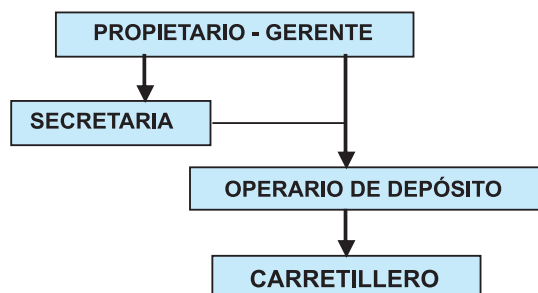 PROPIETARIO - GERENTE
SECRETARIA
OPERARIO DE DEPÓSITO
CARRETILLERO